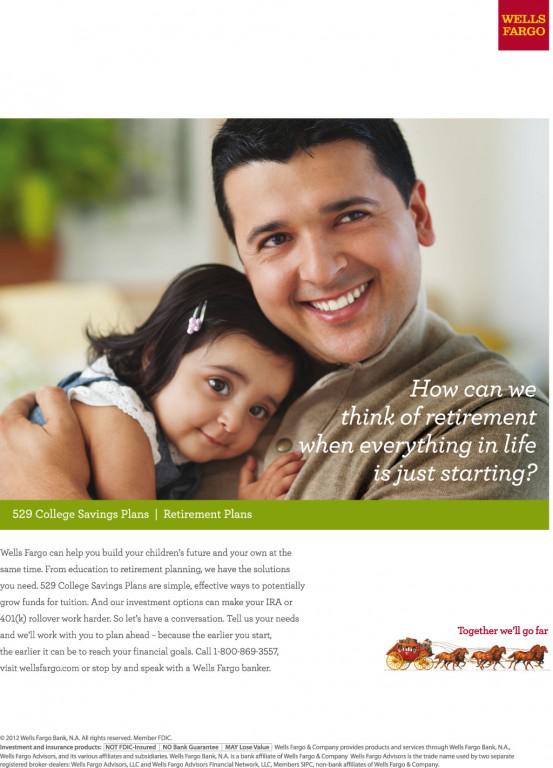 WELLS
FARGO
How can we
think of retirement
when everything in life
is just starting?
529 College Savings Plans | Retirement Plans
Wells Fargo can help you build your children's future and your own at the
same time. From education to retirement planning, we have the solutions
you need. 529 College Savings Plans are simple, effective ways to potentially
grow funds for tuition. And our investment options can make your IRA or
401(k) rollover work harder. So let's have a conversation. Tell us your needs
and we'll work with you to plan ahead – because the earlier you start,
the earlier it can be to reach your financial goals. Call 1-800-869-3557,
visit wellsfargo.com or stop by and speak with a Wells Fargo banker.
Together we'll go far
© 2012 Wells Fargo Bank, N.A. All rights reserved. Member FDIC.
Investment and insurance products: NOT FDIC-Insured | NO Bank Guarantee | MAY Lose Value Wells Fargo & Company provides products and services through Wells Fargo Bank, N.A.,
Wells Fargo Advisors, and its various affiliates and subsidiaries. Wells Fargo Bank, N.A. is a bank affiliate of Wells Fargo & Company Wells Fargo Advisors is the trade name used by two separate
registered broker-dealers: Wells Fargo Advisors, LLC and Wells Fargo Advisors Financial Network, LLC, Members SIPC, non-bank affiliates of Wells Fargo & Company.